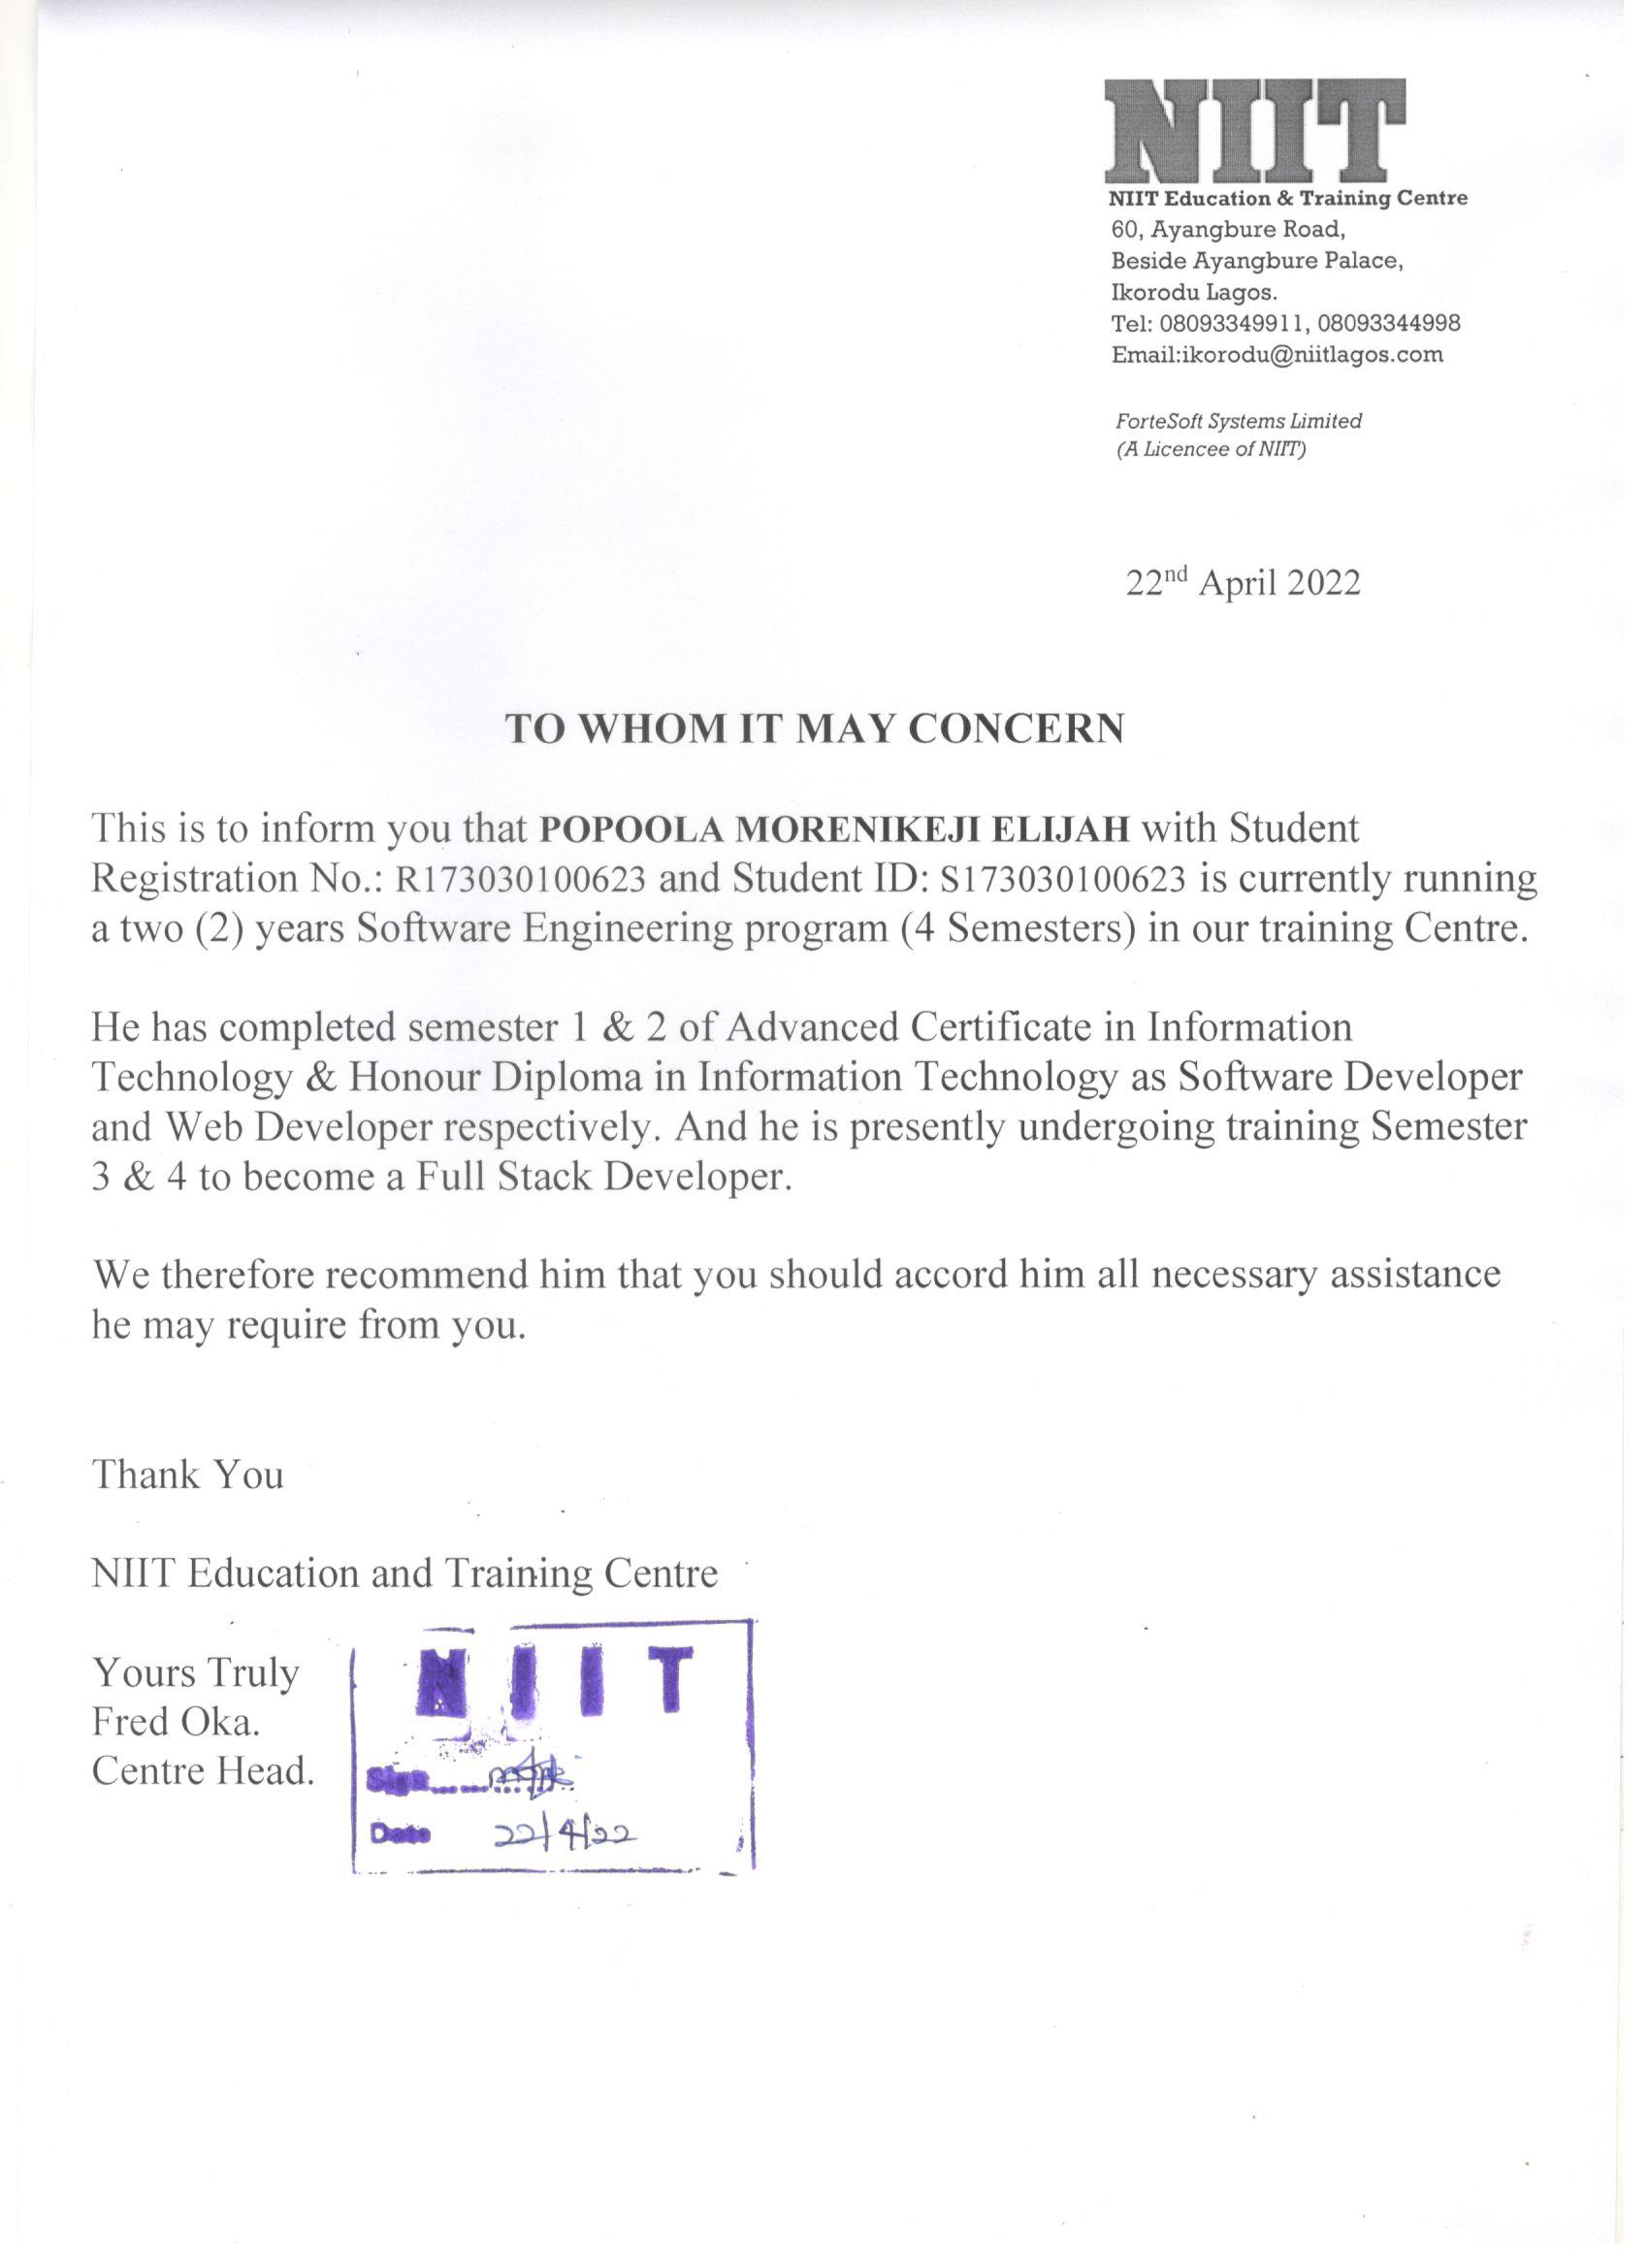 NIIT
NIIT Education & Training Centre
60, Ayangbure Road,
Beside Ayangbure Palace,
Ikorodu Lagos.
Tel: 08093349911, 08093344998
Email:ikorodu@niitlagos.com
ForteSoft Systems Limited
(A Licencee of NIIT)
22nd April 2022
TO WHOM IT MAY CONCERN
This is to inform you that POPOOLA MORENIKEJI ELIJAH with Student
Registration No.: R173030100623 and Student ID: S173030100623 is currently running
a two (2) years Software Engineering program (4 Semesters) in our training Centre.
He has completed semester 1 & 2 of Advanced Certificate in Information
Technology & Honour Diploma in Information Technology as Software Developer
and Web Developer respectively. And he is presently undergoing training Semester
3 & 4 to become a Full Stack Developer.
We therefore recommend him that you should accord him all necessary assistance
he may require from you.
Thank You
NIIT Education and Training Centre
Yours Truly
Fred Oka.
Centre Head.
NIIT
Sign
Date 22/4/22